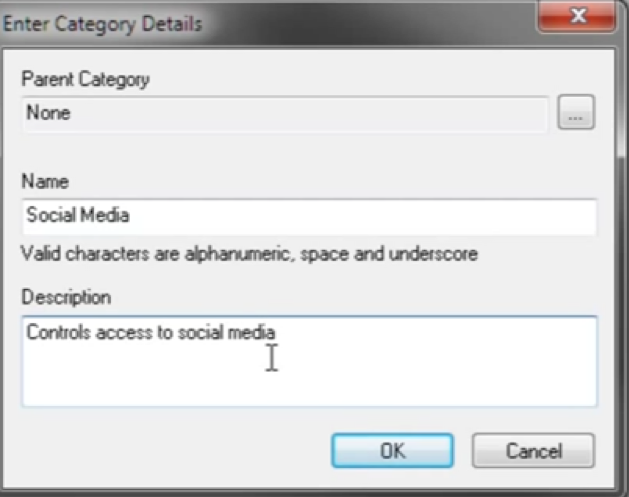 Enter Category Details
Parent Category
None
...
Name
Social Media
Valid characters are alphanumeric, space and underscore
Description
Controls access to social media
OK
Cancel